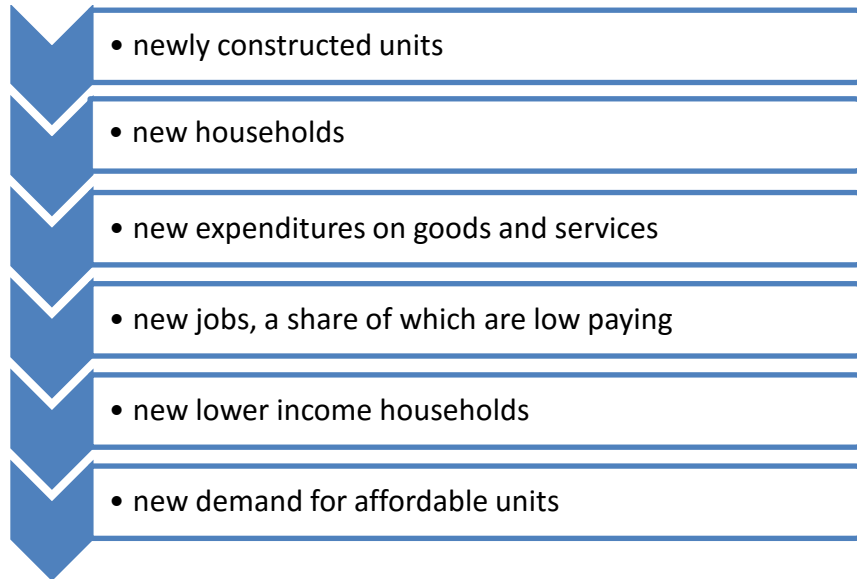 • newly constructed units
• new households
• new expenditures on goods and services
• new jobs, a share of which are low paying
• new lower income households
• new demand for affordable units